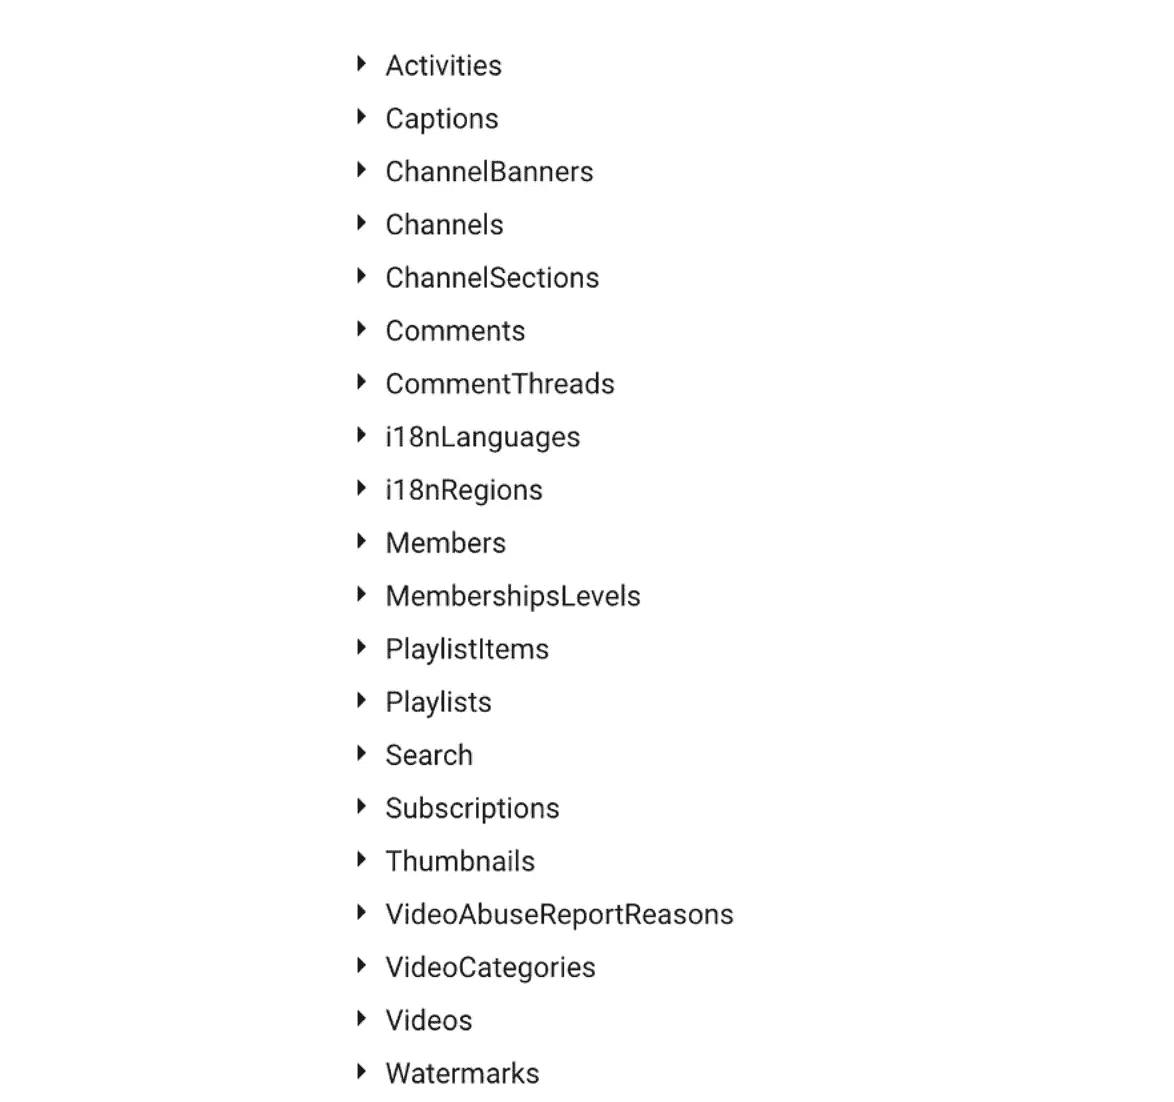 Activities
Captions
ChannelBanners
Channels
ChannelSections
Comments
CommentThreads
i18nLanguages
i18nRegions
Members
MembershipsLevels
PlaylistItems
Playlists
Search
Subscriptions
Thumbnails
VideoAbuseReportReasons
VideoCategories
Videos
Watermarks